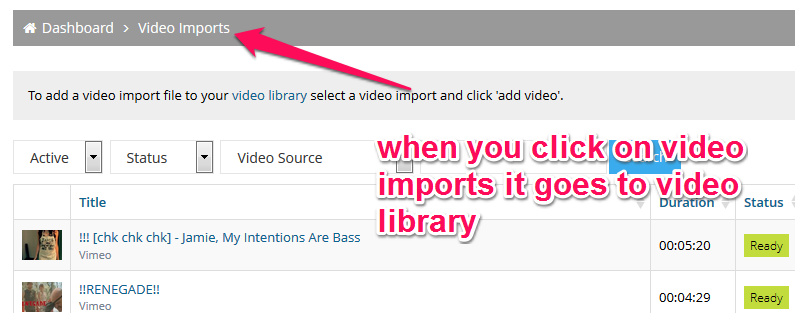 Dashboard > Video Imports
To add a video import file to your video library select a video import and click 'add video'.
Active Status Video Source
when you click on video
imports it goes to video
library
Title Duration Status
!!! [chk chk chk] - Jamie, My Intentions Are Bass
Vimeo
00:05:20 Ready
!!RENEGADE!!
Vimeo
00:04:29 Ready